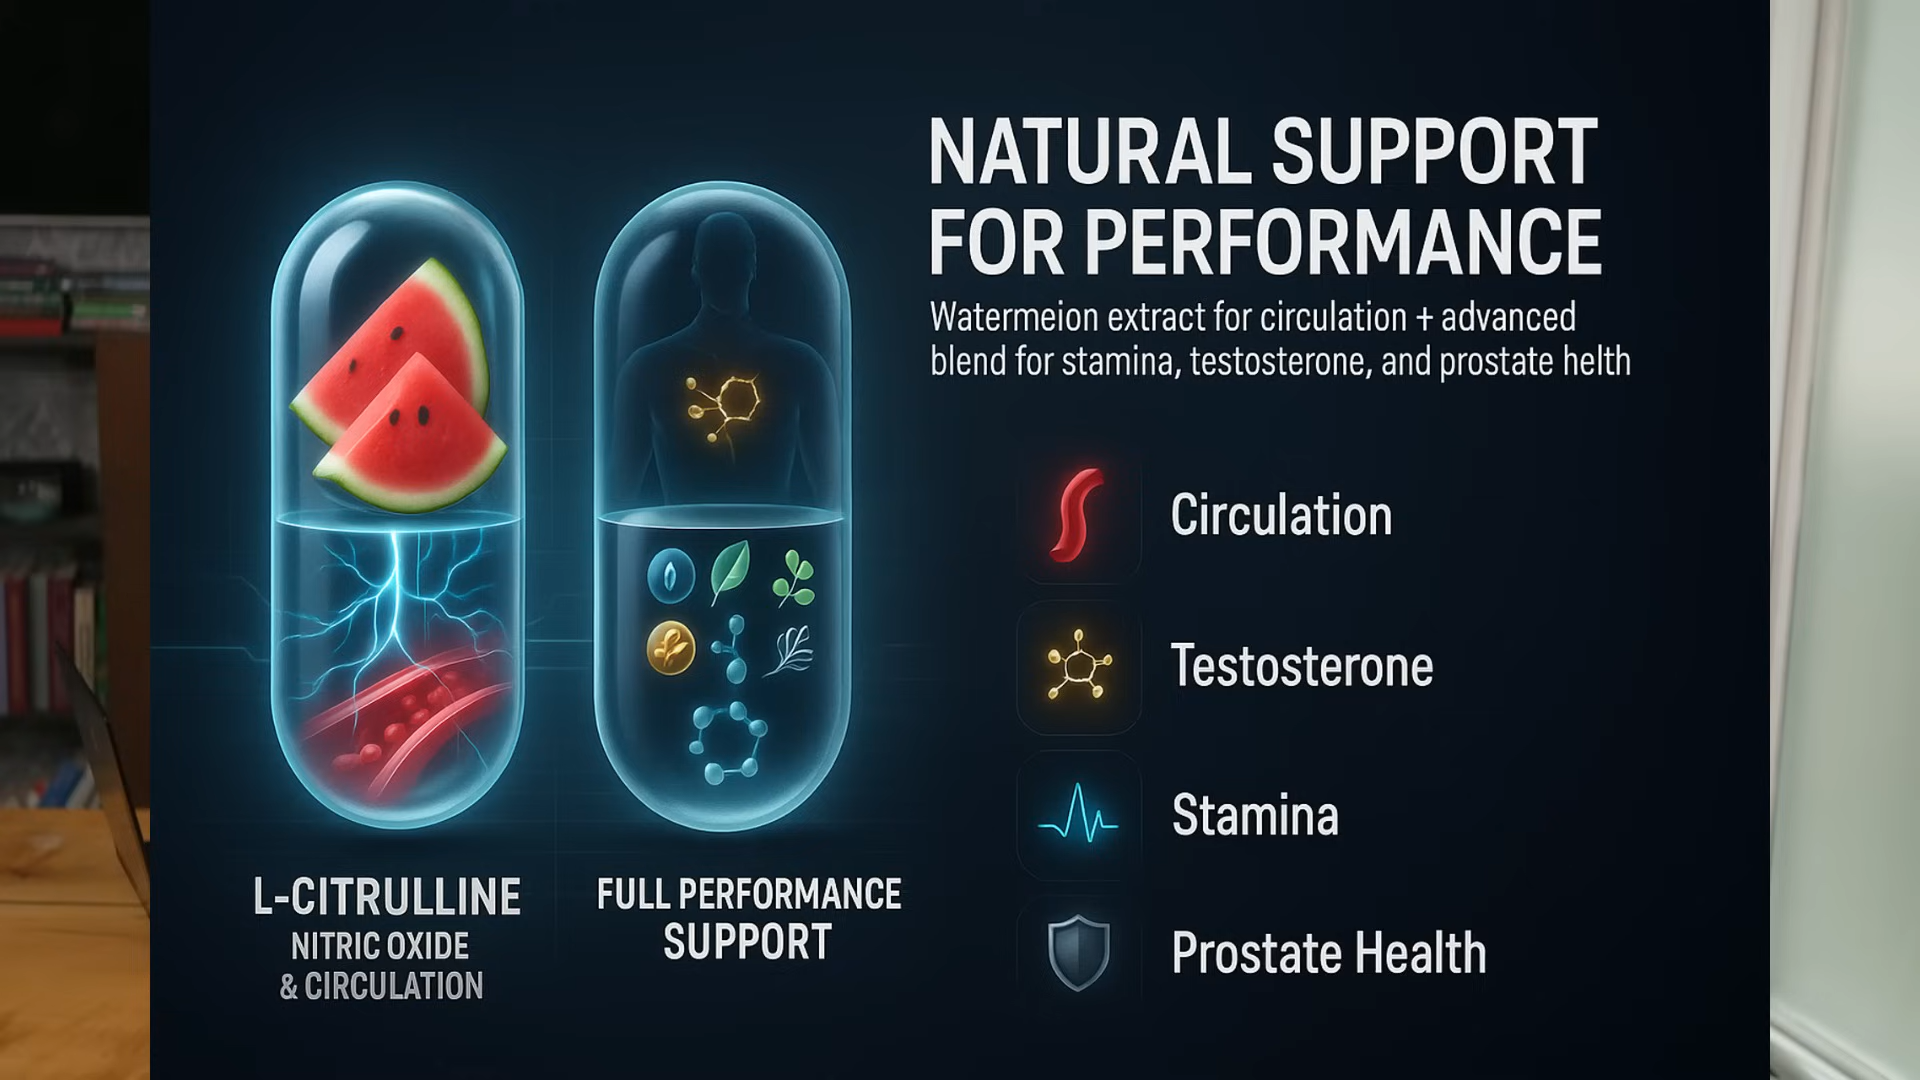 NATURAL SUPPORT
FOR PERFORMANCE
Watermeion extract for circulation + advanced
blend for stamina, testosterone, and prostate helth
Circulation
Testosterone
Stamina
Prostate Health
L-CITRULLINE
NITRIC OXIDE
& CIRCULATION
FULL PERFORMANCE
SUPPORT